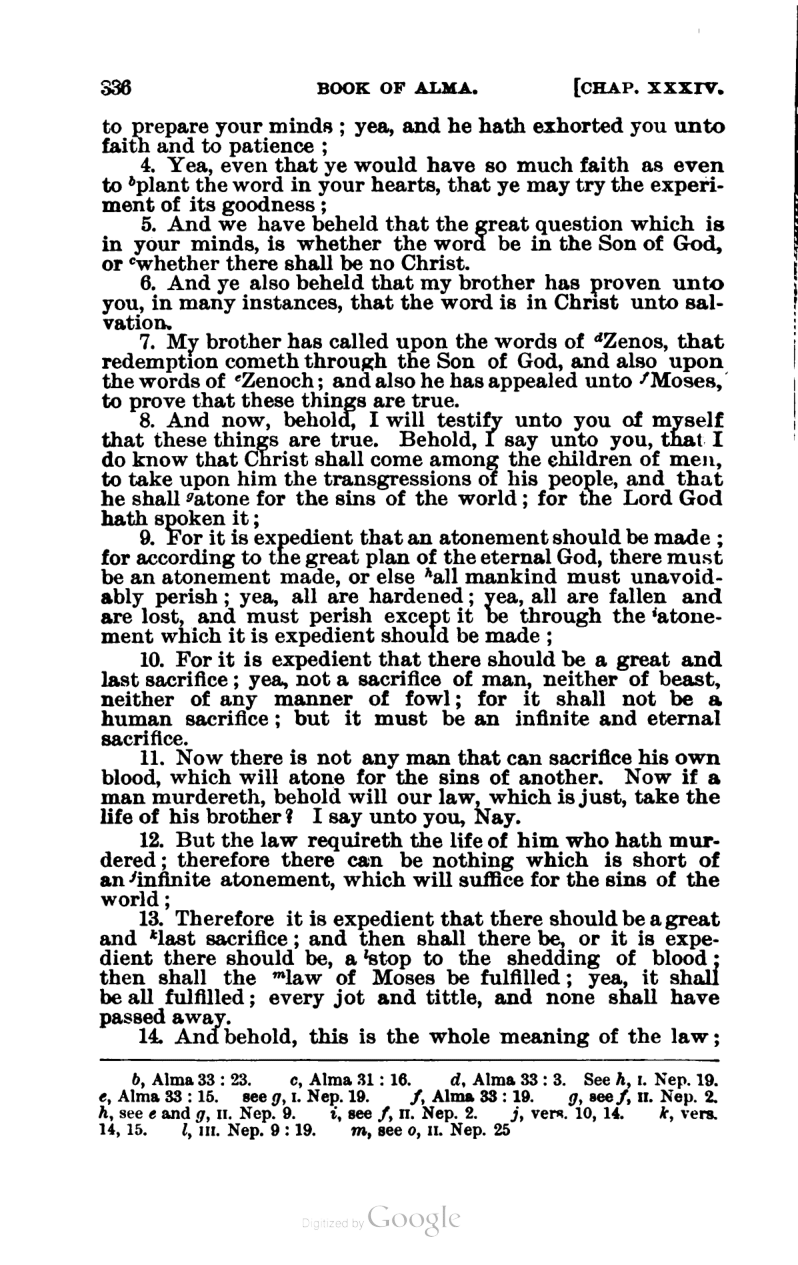 336 BOOK OF ALMA. [CHAP. XXXIV.
to prepare your minds ; yea, and he hath exhorted you unto
faith and to patience ;
4. Yea, even that ye would have so much faith as even
to ᵇplant the word in your hearts, that ye may try the experi-
ment of its goodness ;
5. And we have beheld that the great question which is
in your minds, is whether the word be in the Son of God,
or ᶜwhether there shall be no Christ.
6. And ye also beheld that my brother has proven unto
you, in many instances, that the word is in Christ unto sal-
vation.
7. My brother has called upon the words of ᵈZenos, that
redemption cometh through the Son of God, and also upon
the words of ᵉZenoch; and also he has appealed unto ᶠMoses,
to prove that these things are true.
8. And now, behold, I will testify unto you of myself
that these things are true. Behold, I say unto you, that I
do know that Christ shall come among the children of men,
to take upon him the transgressions of his people, and that
he shall ᵍatone for the sins of the world ; for the Lord God
hath spoken it ;
9. For it is expedient that an atonement should be made ;
for according to the great plan of the eternal God, there must
be an atonement made, or else ʰall mankind must unavoid-
ably perish ; yea, all are hardened ; yea, all are fallen and
are lost, and must perish except it be through the ⁱatone-
ment which it is expedient should be made ;
10. For it is expedient that there should be a great and
last sacrifice ; yea, not a sacrifice of man, neither of beast,
neither of any manner of fowl ; for it shall not be a
human sacrifice ; but it must be an infinite and eternal
sacrifice.
11. Now there is not any man that can sacrifice his own
blood, which will atone for the sins of another. Now if a
man murdereth, behold will our law, which is just, take the
life of his brother? I say unto you, Nay.
12. But the law requireth the life of him who hath mur-
dered ; therefore there can be nothing which is short of
an ʲinfinite atonement, which will suffice for the sins of the
world ;
13. Therefore it is expedient that there should be a great
and ᵏlast sacrifice ; and then shall there be, or it is expe-
dient there should be, a ˡstop to the shedding of blood ;
then shall the ᵐlaw of Moses be fulfilled ; yea, it shall
be all fulfilled ; every jot and tittle, and none shall have
passed away.
14. And behold, this is the whole meaning of the law ;
b, Alma 33 : 23. c, Alma 31 : 16. d, Alma 33 : 3. See h, I. Nep. 19.
e, Alma 33 : 15. see g, I. Nep. 19. f, Alma 33 : 19. g, see f, II. Nep. 2.
h, see e and g, II. Nep. 9. i, see f, II. Nep. 2. j, vers. 10, 14. k, vers.
14, 15. l, III. Nep. 9 : 19. m, see o, II. Nep. 25
Digitized by Google